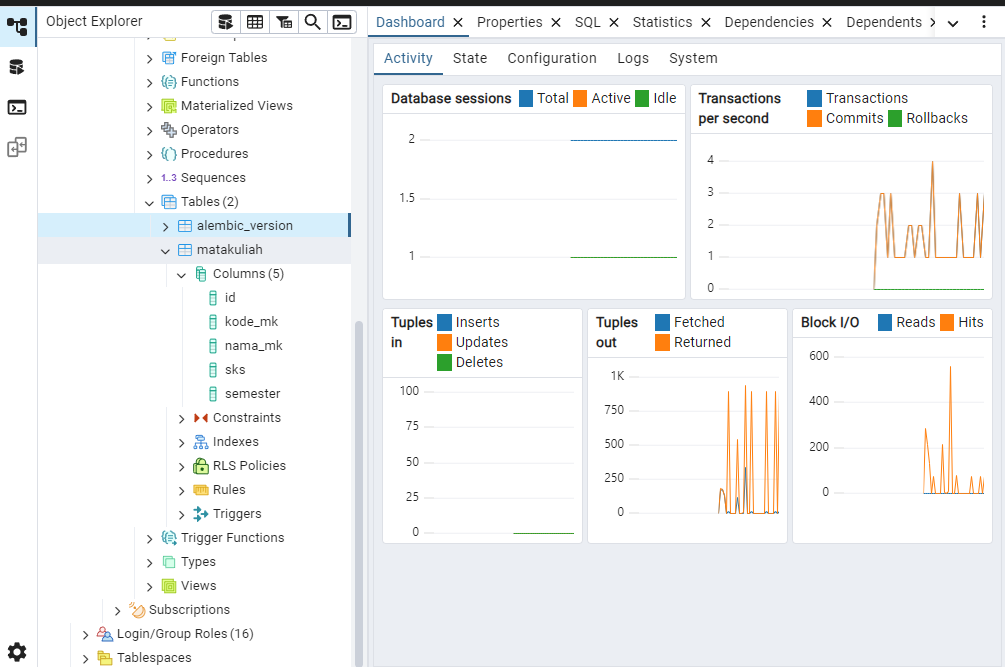 Object Explorer
Foreign Tables
Functions
Materialized Views
Operators
Procedures
1..3 Sequences
Tables (2)
alembic_version
matakuliah
Columns (5)
id
kode_mk
nama_mk
sks
semester
Constraints
Indexes
RLS Policies
Rules
Triggers
Trigger Functions
Types
Views
Subscriptions
Login/Group Roles (16)
Tablespaces
Dashboard Properties SQL Statistics Dependencies Dependents
Activity State Configuration Logs System
Database sessions Total Active Idle
2
1.5
1
Transactions per second
Transactions
Commits Rollbacks
4
3
2
1
0
Tuples in
Inserts
Updates
Deletes
100
75
50
25
0
Tuples out
Fetched
Returned
1K
750
500
250
0
Block I/O Reads Hits
600
400
200
0